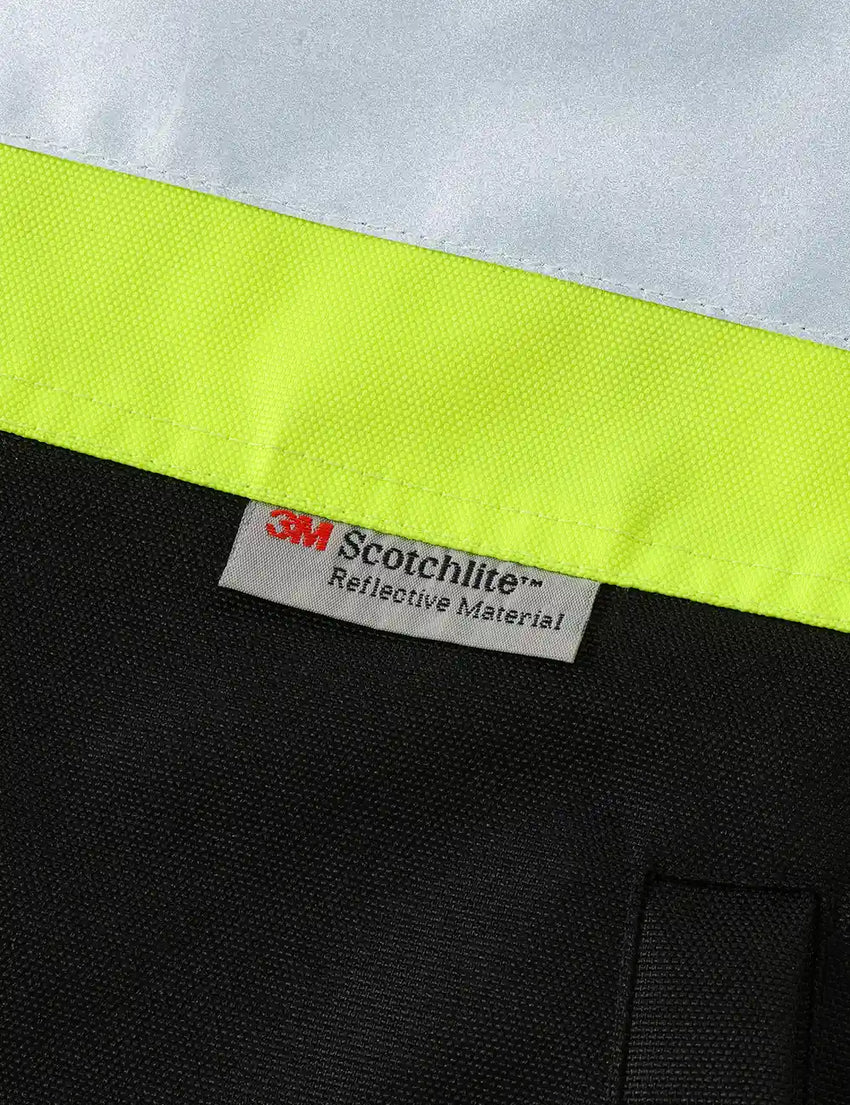 3M Scotchlite™
Reflective Material